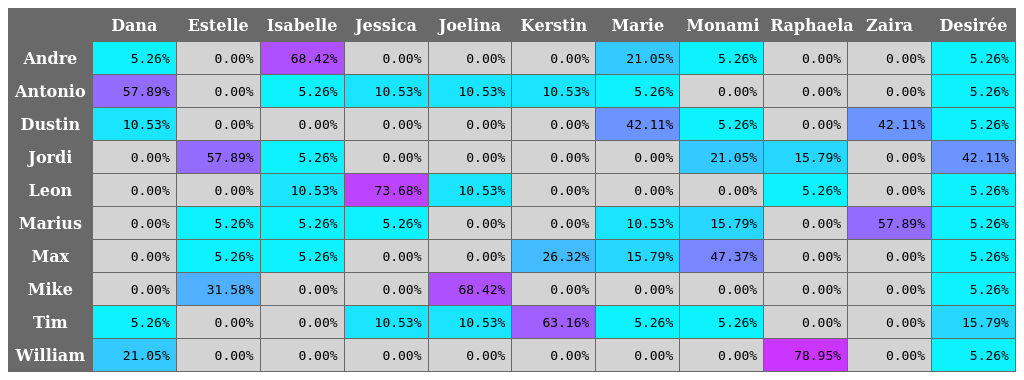 Dana Estelle Isabelle Jessica Joelina Kerstin Marie Monami Raphaela Zaira Desirée
Andre 5.26% 0.00% 68.42% 0.00% 0.00% 0.00% 21.05% 5.26% 0.00% 0.00% 5.26%
Antonio 57.89% 0.00% 5.26% 10.53% 10.53% 10.53% 5.26% 0.00% 0.00% 0.00% 5.26%
Dustin 10.53% 0.00% 0.00% 0.00% 0.00% 0.00% 42.11% 5.26% 0.00% 42.11% 5.26%
Jordi 0.00% 57.89% 5.26% 0.00% 0.00% 0.00% 0.00% 21.05% 15.79% 0.00% 42.11%
Leon 0.00% 0.00% 10.53% 73.68% 10.53% 0.00% 0.00% 0.00% 5.26% 0.00% 5.26%
Marius 0.00% 5.26% 5.26% 5.26% 0.00% 0.00% 10.53% 15.79% 0.00% 57.89% 5.26%
Max 0.00% 5.26% 5.26% 0.00% 0.00% 26.32% 15.79% 47.37% 0.00% 0.00% 5.26%
Mike 0.00% 31.58% 0.00% 0.00% 68.42% 0.00% 0.00% 0.00% 0.00% 0.00% 5.26%
Tim 5.26% 0.00% 0.00% 10.53% 10.53% 63.16% 5.26% 5.26% 0.00% 0.00% 15.79%
William 21.05% 0.00% 0.00% 0.00% 0.00% 0.00% 0.00% 0.00% 78.95% 0.00% 5.26%